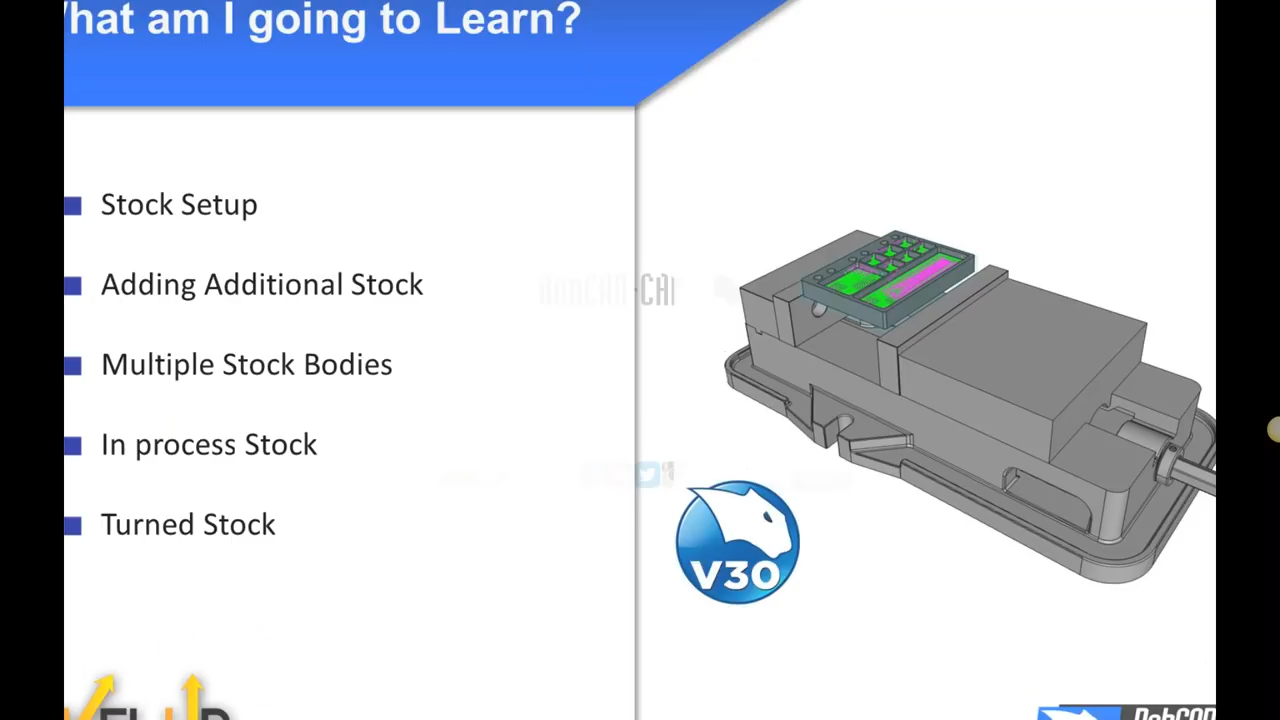 hat am I going to Learn?
Stock Setup
Adding Additional Stock
Multiple Stock Bodies
In process Stock
Turned Stock
V30